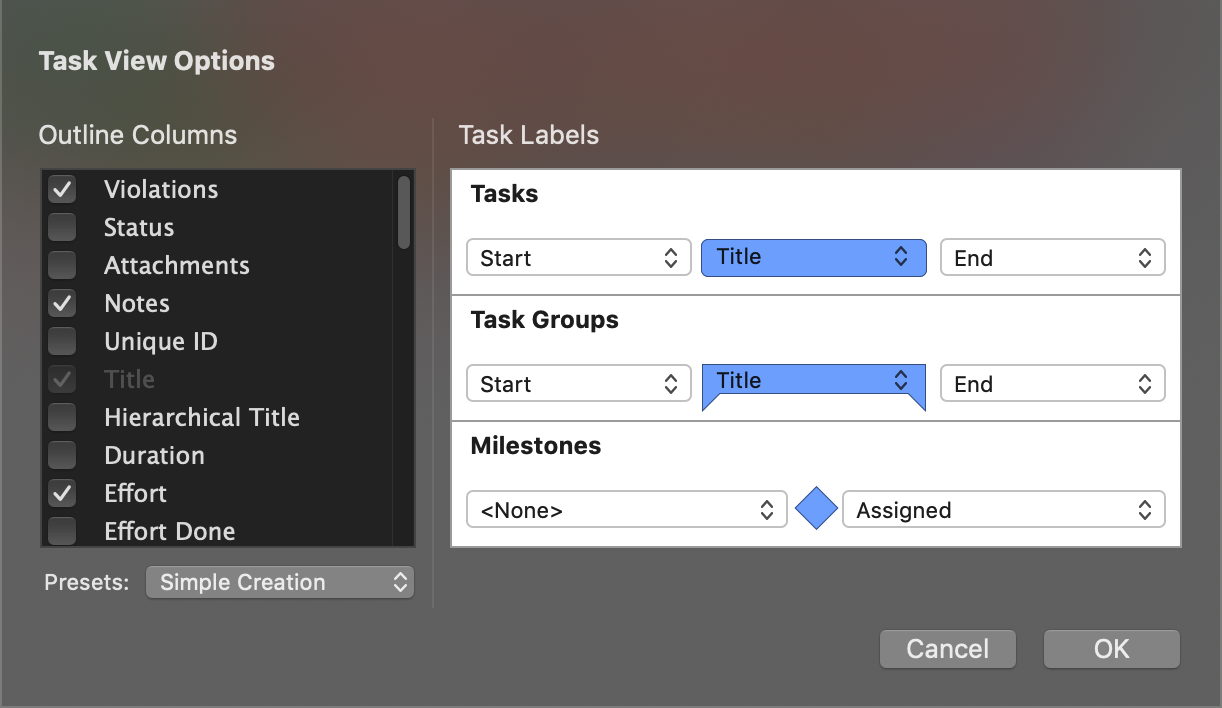 Task View Options
Outline Columns
Violations
Status
Attachments
Notes
Unique ID
Title
Hierarchical Title
Duration
Effort
Effort Done
Presets: Simple Creation
Task Labels
Tasks
Start Title End
Task Groups
Start Title End
Milestones
<None> Assigned
Cancel OK